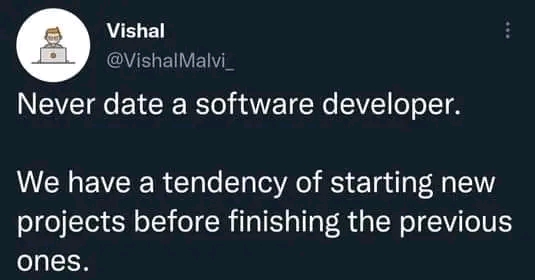 Vishal
@VishalMalvi_
Never date a software developer.
We have a tendency of starting new
projects before finishing the previous
ones.